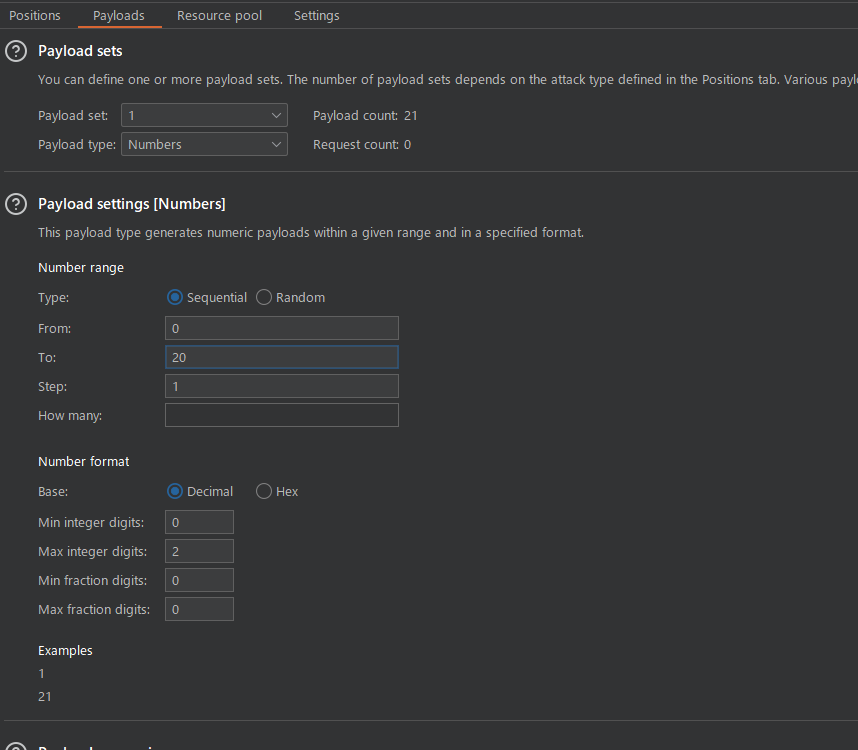 Positions Payloads Resource pool Settings
? Payload sets
You can define one or more payload sets. The number of payload sets depends on the attack type defined in the Positions tab. Various
Payload set: 1 Payload count: 21
Payload type: Numbers Request count: 0
? Payload settings [Numbers]
This payload type generates numeric payloads within a given range and in a specified format.
Number range
Type: Sequential Random
From: 0
To: 20
Step: 1
How many:
Number format
Base: Decimal Hex
Min integer digits: 0
Max integer digits: 2
Min fraction digits: 0
Max fraction digits: 0
Examples
1
21